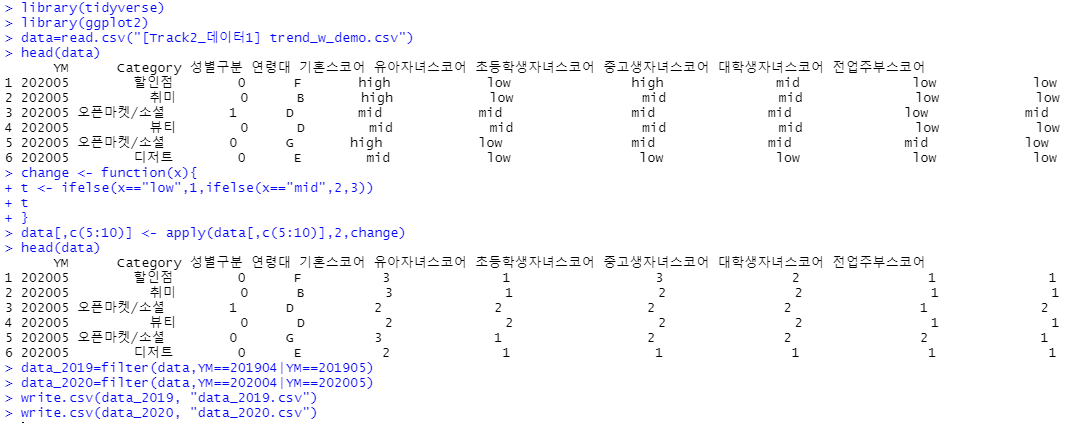 > library(tidyverse)
> library(ggplot2)
> data=read.csv("[Track2_데이터1] trend_w_demo.csv")
> head(data)
YM Category 성별구분 연령대 기혼스코어 유아자녀스코어 초등학생자녀스코어 중고생자녀스코어 대학생자녀스코어 전업주부스코어
1 202005 할인점 0 F high low high mid low low
2 202005 취미 0 B high low mid mid low low
3 202005 오픈마켓/소셜 1 D mid mid mid mid low mid
4 202005 뷰티 0 D mid mid mid mid low low
5 202005 오픈마켓/소셜 0 G high low mid mid mid low
6 202005 디저트 0 E mid low low low low low
> change <- function(x){
+ t <- ifelse(x=="low",1,ifelse(x=="mid",2,3))
+ t
+ }
> data[,c(5:10)] <- apply(data[,c(5:10)],2,change)
> head(data)
YM Category 성별구분 연령대 기혼스코어 유아자녀스코어 초등학생자녀스코어 중고생자녀스코어 대학생자녀스코어 전업주부스코어
1 202005 할인점 0 F 3 1 3 2 1 1
2 202005 취미 0 B 3 1 2 2 1 1
3 202005 오픈마켓/소셜 1 D 2 2 2 2 1 2
4 202005 뷰티 0 D 2 2 2 2 1 1
5 202005 오픈마켓/소셜 0 G 3 1 2 2 2 1
6 202005 디저트 0 E 2 1 1 1 1 1
> data_2019=filter(data,YM==201904|YM==201905)
> data_2020=filter(data,YM==202004|YM==202005)
> write.csv(data_2019, "data_2019.csv")
> write.csv(data_2020, "data_2020.csv")